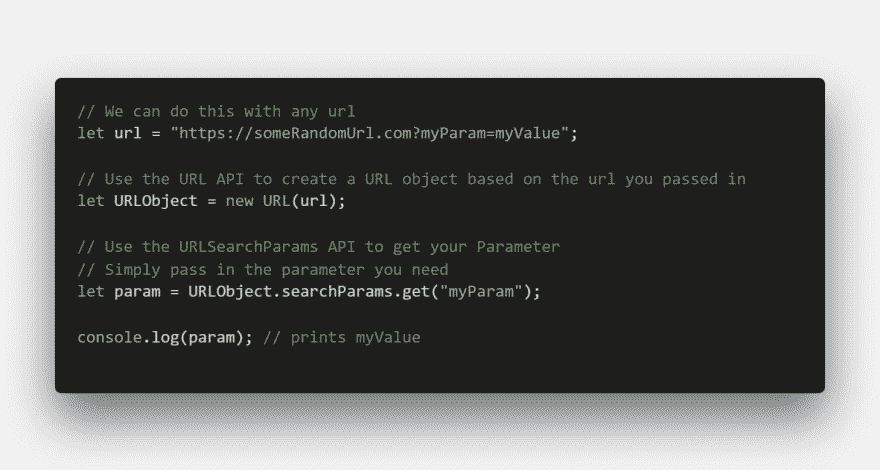 // We can do this with any url
let url = "https://someRandomUrl.com?myParam=myValue";
// Use the URL API to create a URL object based on the url you passed in
let URLObject = new URL(url);
// Use the URLSearchParams API to get your Parameter
// Simply pass in the parameter you need
let param = URLObject.searchParams.get("myParam");
console.log(param); // prints myValue